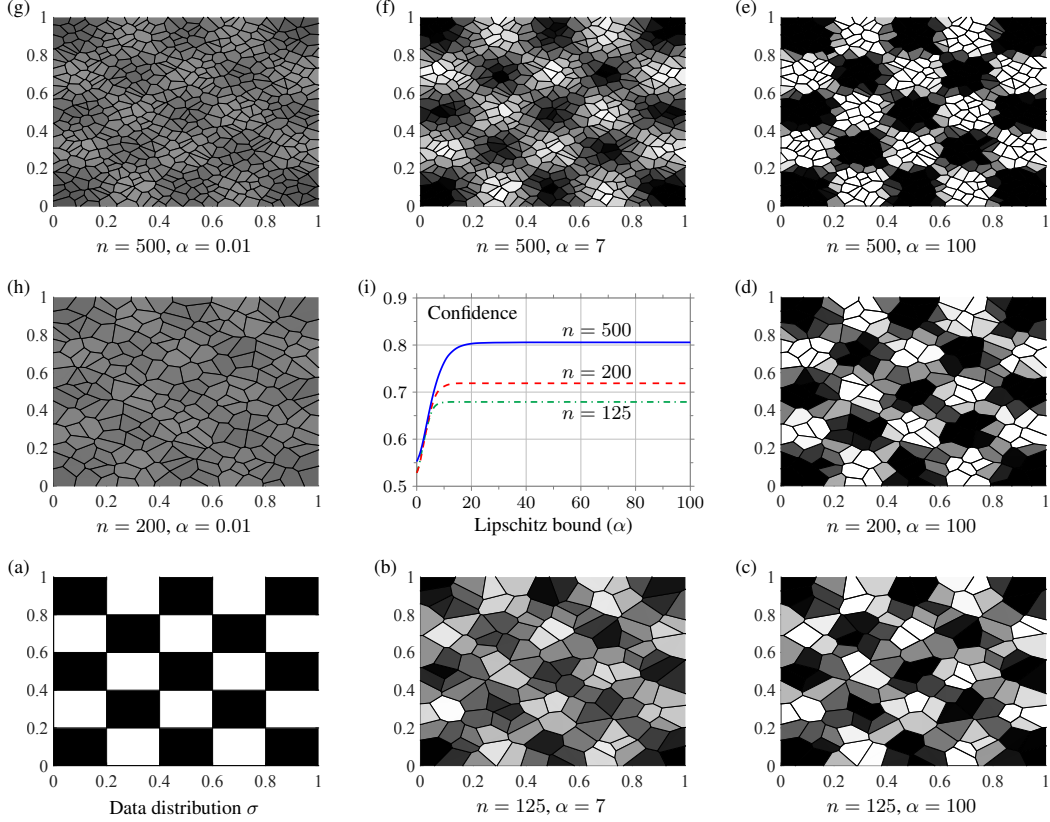 (g)
1
0.8
0.6
0.4
0.2
0
0 0.2 0.4 0.6 0.8 1
n = 500, α = 0.01
(f)
1
0.8
0.6
0.4
0.2
0
0 0.2 0.4 0.6 0.8 1
n = 500, α = 7
(e)
1
0.8
0.6
0.4
0.2
0
0 0.2 0.4 0.6 0.8 1
n = 500, α = 100
(h)
1
0.8
0.6
0.4
0.2
0
0 0.2 0.4 0.6 0.8 1
n = 200, α = 0.01
(i)
0.9
0.8
0.7
0.6
0.5
Confidence
n = 500
n = 200
n = 125
0 20 40 60 80 100
Lipschitz bound (α)
(d)
1
0.8
0.6
0.4
0.2
0
0 0.2 0.4 0.6 0.8 1
n = 200, α = 100
(a)
1
0.8
0.6
0.4
0.2
0
0 0.2 0.4 0.6 0.8 1
Data distribution σ
(b)
1
0.8
0.6
0.4
0.2
0
0 0.2 0.4 0.6 0.8 1
n = 125, α = 7
(c)
1
0.8
0.6
0.4
0.2
0
0 0.2 0.4 0.6 0.8 1
n = 125, α = 100